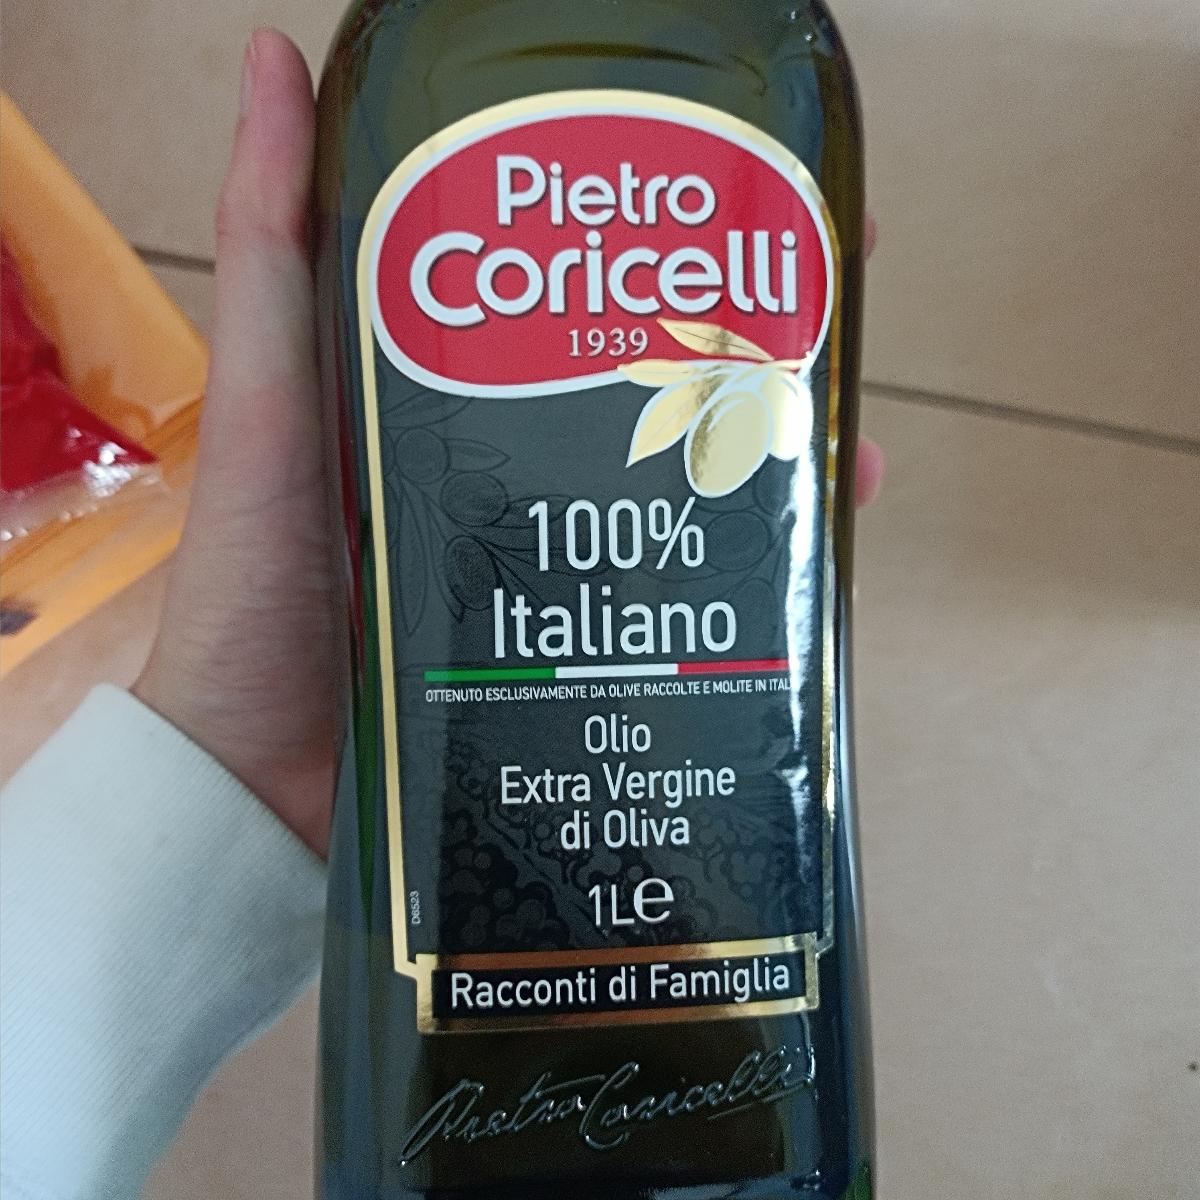 Pietro
Coricelli
1939
100%
Italiano
OTTENUTO ESCLUSIVAMENTE DA OLIVE RACCOLTE E MOLITE IN
Olio
Extra Vergine
di Oliva
1L℮
D6523
Racconti di Famiglia
Pietro Coricelli